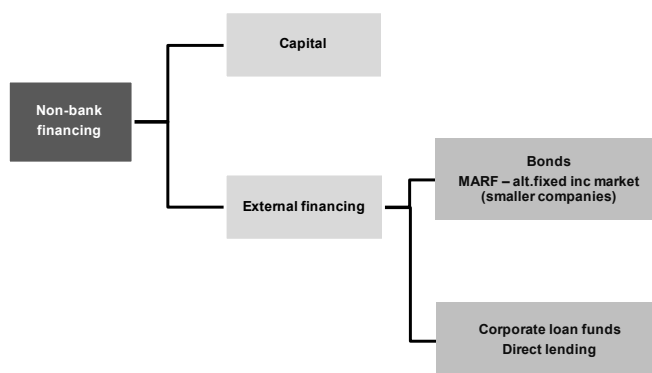 Capital
Non-bank
financing
External financing
Bonds
MARF – alt.fixed inc market
(smaller companies)
Corporate loan funds
Direct lending